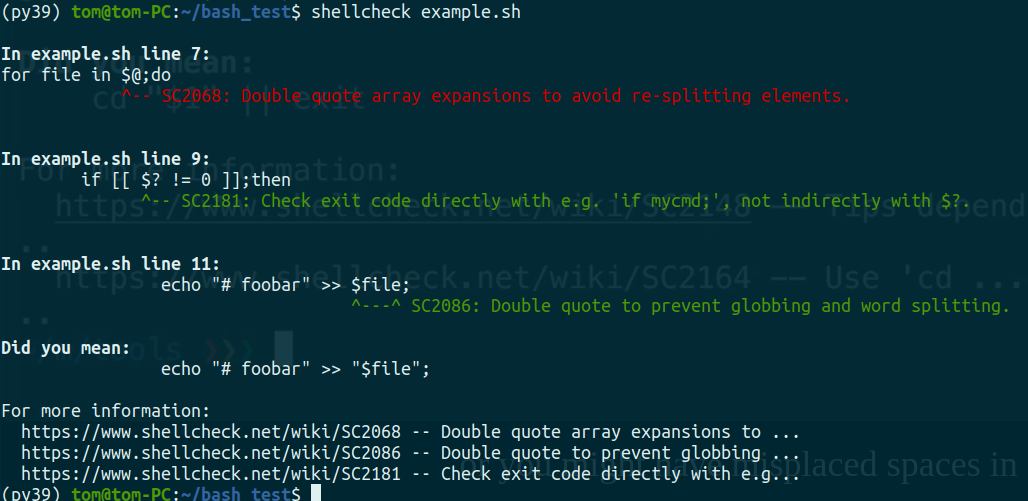 (py39) tom@tom-PC:~/bash_test$ shellcheck example.sh
In example.sh line 7:
for file in $@;do
^-- SC2068: Double quote array expansions to avoid re-splitting elements.
In example.sh line 9:
if [[ $? != 0 ]];then
^-- SC2181: Check exit code directly with e.g. 'if mycmd;', not indirectly with $?.
In example.sh line 11:
echo "# foobar" >> $file;
^---^ SC2086: Double quote to prevent globbing and word splitting.
Did you mean:
echo "# foobar" >> "$file";
For more information:
https://www.shellcheck.net/wiki/SC2068 -- Double quote array expansions to ...
https://www.shellcheck.net/wiki/SC2086 -- Double quote to prevent globbing ...
https://www.shellcheck.net/wiki/SC2181 -- Check exit code directly with e.g...
(py39) tom@tom-PC:~/bash_test$